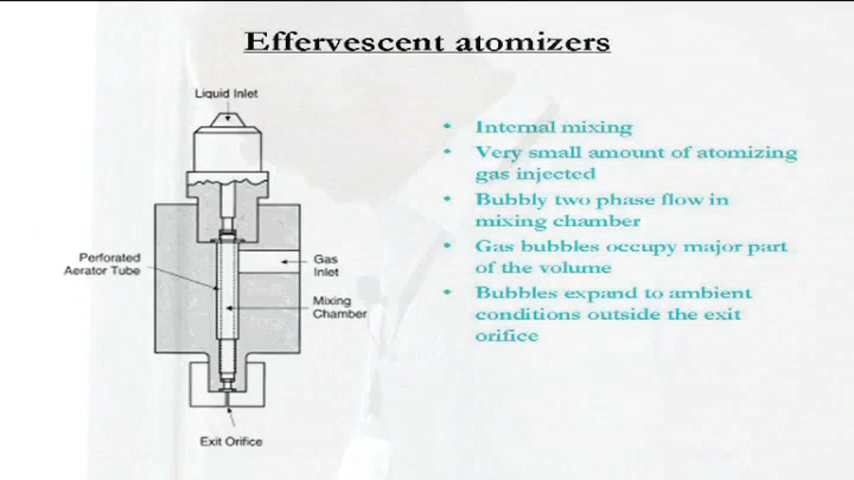 Effervescent atomizers
Liquid Inlet
Perforated
Aerator Tube
Gas
Inlet
Mixing
Chamber
Exit Orifice
• Internal mixing
• Very small amount of atomizing
gas injected
• Bubbly two phase flow in
mixing chamber
• Gas bubbles occupy major part
of the volume
• Bubbles expand to ambient
conditions outside the exit
orifice